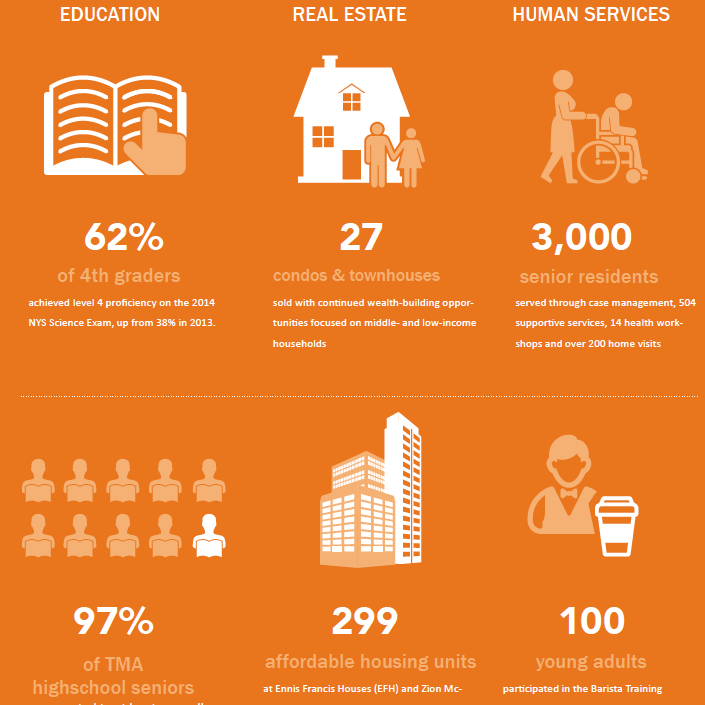 EDUCATION
REAL ESTATE
HUMAN SERVICES
62%
of 4th graders
achieved level 4 proficiency on the 2014
NYS Science Exam, up from 38% in 2013.
27
condos & townhouses
sold with continued wealth-building oppor-
tunities focused on middle- and low-income
households
3,000
senior residents
served through case management, 504
supportive services, 14 health work-
shops and over 200 home visits
97%
of TMA
highschool seniors
299
affordable housing units
at Ennis Francis Houses (EFH) and Zion Mc-
100
young adults
participated in the Barista Training